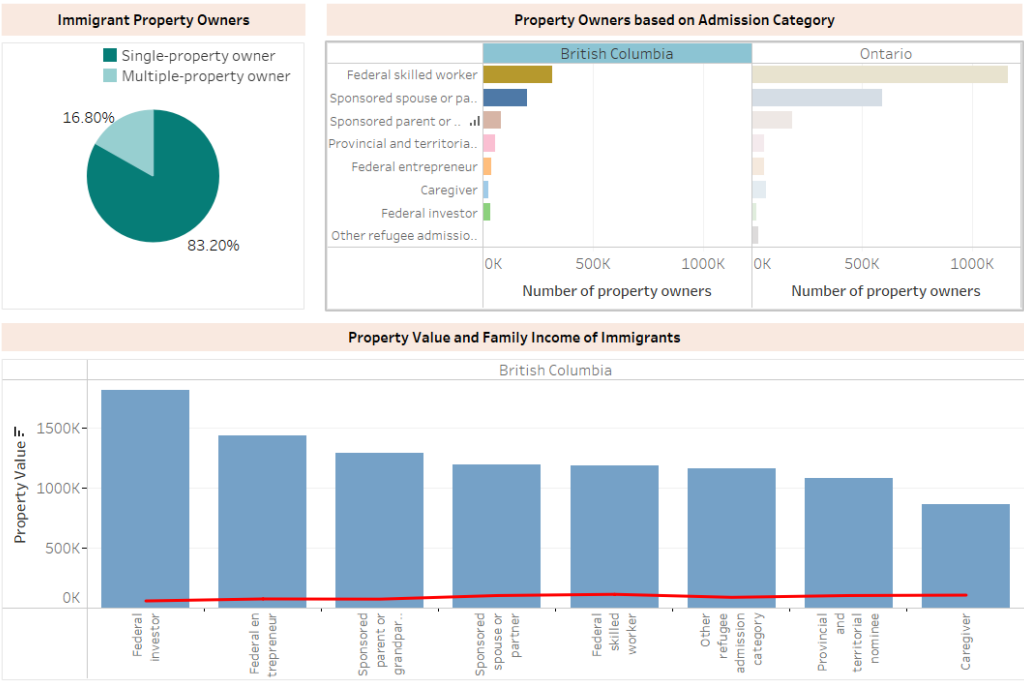 Immigrant Property Owners
Single-property owner
Multiple-property owner
16.80%
83.20%
Property Owners based on Admission Category
British Columbia
Ontario
Federal skilled worker
Sponsored spouse or pa..
Sponsored parent or ..
Provincial and territoria..
Federal entrepreneur
Caregiver
Federal investor
Other refugee admissio..
0K
500K
1000K
0K
500K
1000K
Number of property owners
Number of property owners
Property Value and Family Income of Immigrants
British Columbia
Property Value
1500K
1000K
500K
0K
Federal
investor
Federal en
trepreneur
Sponsored
parent or
grandpar..
Sponsored
spouse or
partner
Federal
skilled
worker
Other
refugee
admission
category
Provincial
and
territorial
nominee
Caregiver